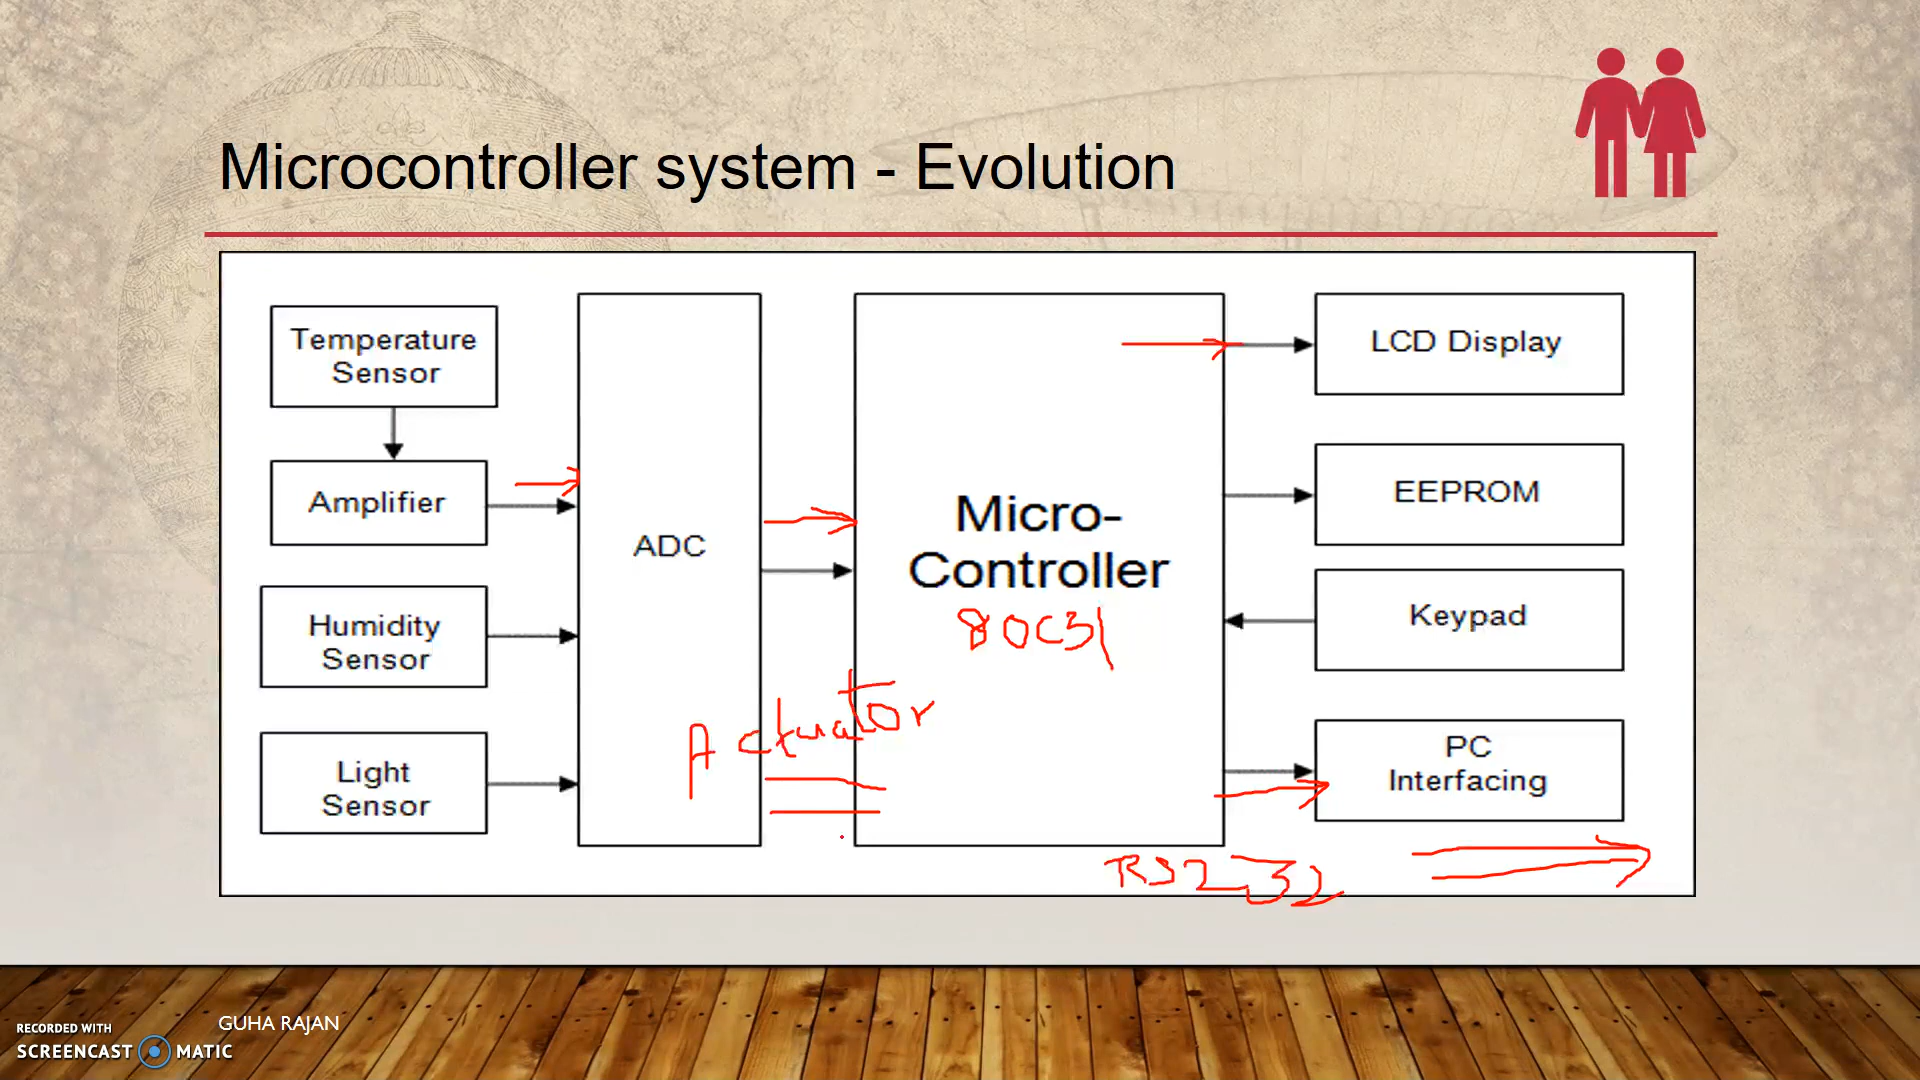 Microcontroller system - Evolution
Temperature
Sensor
Amplifier
Humidity
Sensor
Light
Sensor
ADC
Actuator
Micro-
Controller
80C31
LCD Display
EEPROM
Keypad
PC
Interfacing
RS232
GUHA RAJAN
RECORDED WITH
SCREENCAST MATIC